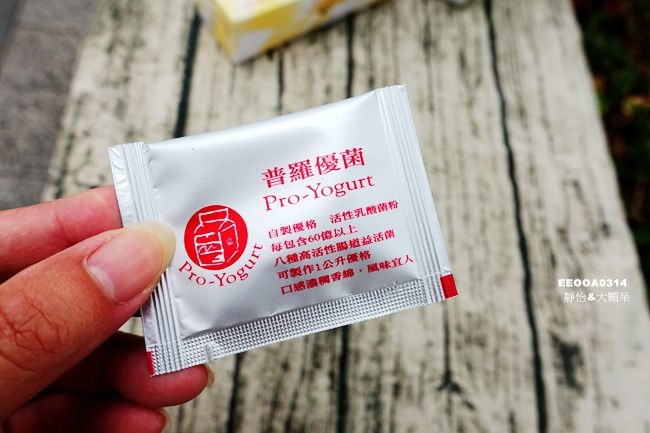 普羅優菌
Pro-Yogurt
自製優格 活性乳酸菌粉
每包含60億以上
八種高活性腸道益活菌
可製作1公升優格
口感濃稠香綿，風味宜人
Pro-Yogurt
EEOOA0314
靜怡&大顆呆